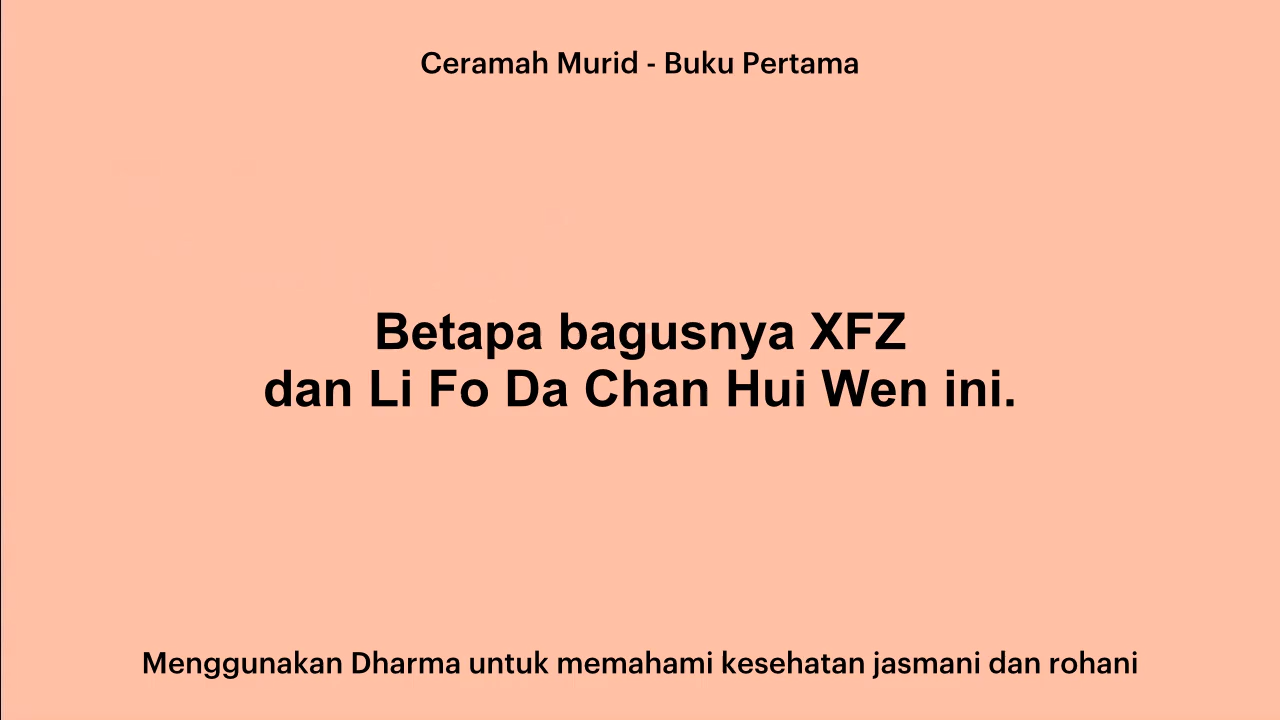 Ceramah Murid - Buku Pertama
Betapa bagusnya XFZ
dan Li Fo Da Chan Hui Wen ini.
Menggunakan Dharma untuk memahami kesehatan jasmani dan rohani